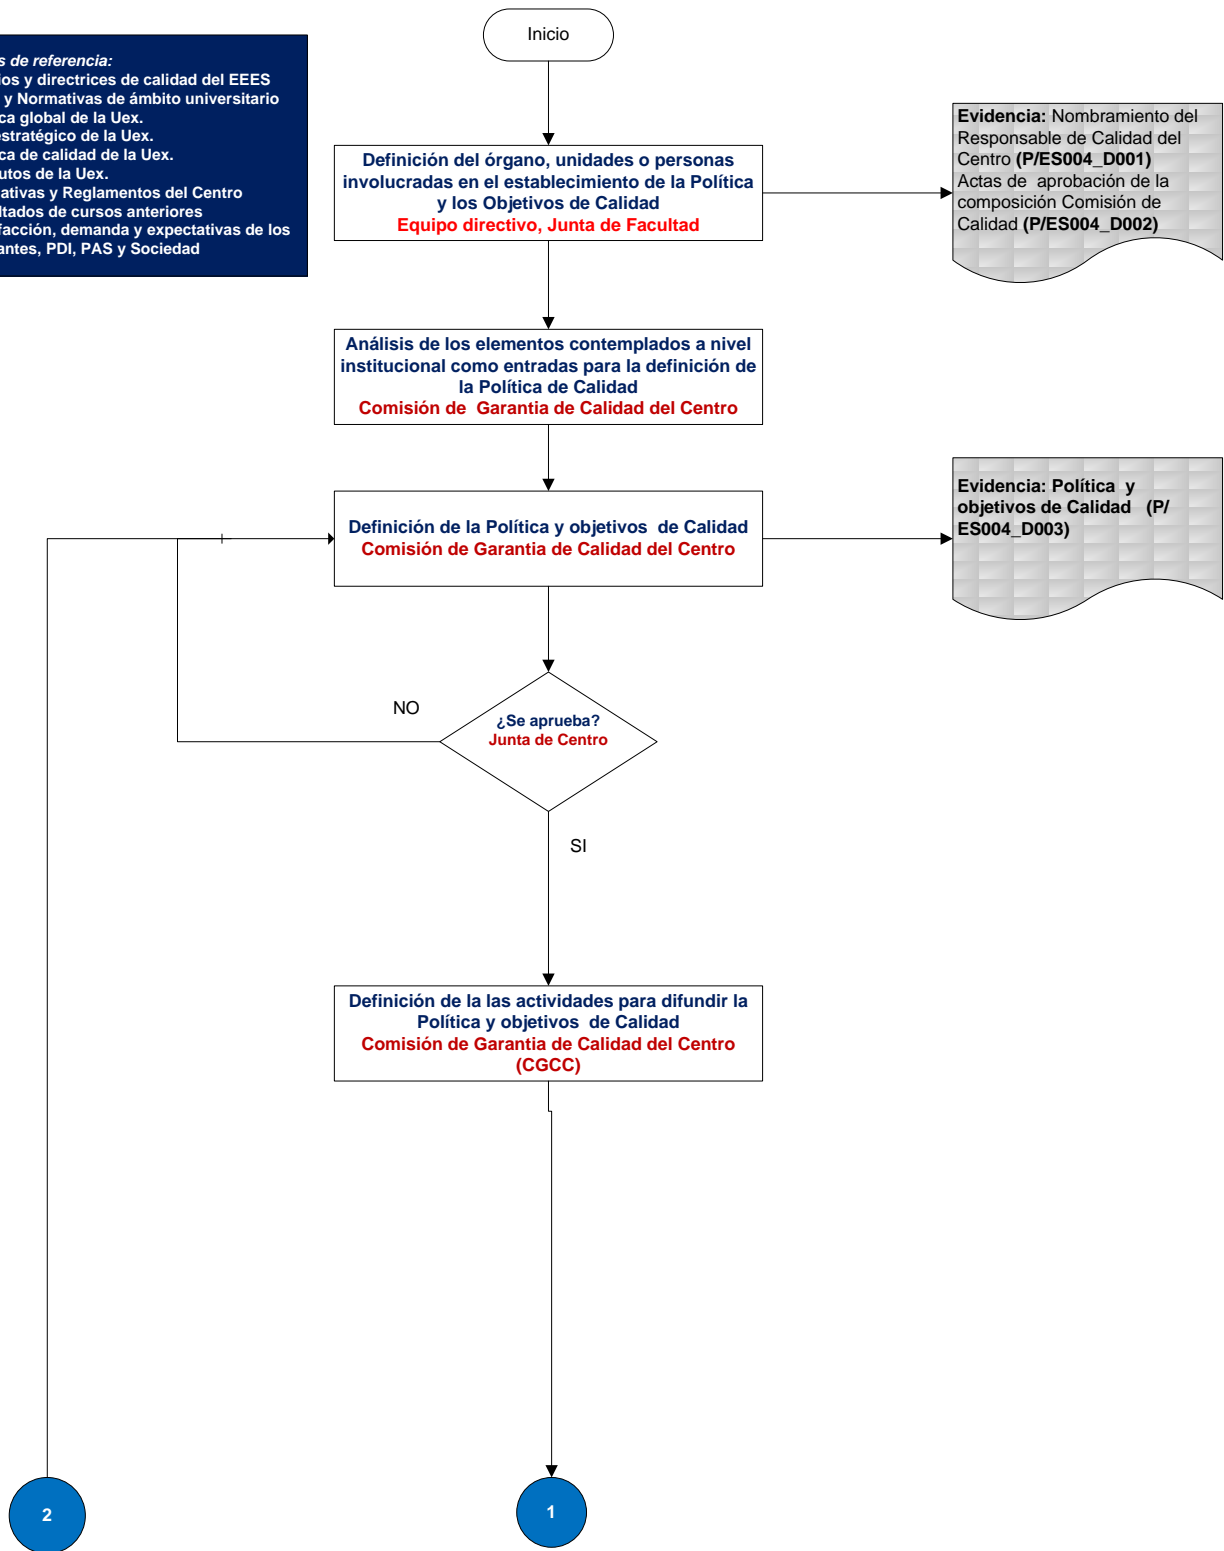 Inicio
de referencia:
y directrices de calidad del EEES
y Normativas de ámbito universitario
global de la Uex.
estratégico de la Uex.
de calidad de la Uex.
de la Uex.
y Reglamentos del Centro
de cursos anteriores
demanda y expectativas de los
PDI, PAS y Sociedad
Definición del órgano, unidades o personas
involucradas en el establecimiento de la Política
y los Objetivos de Calidad
Equipo directivo, Junta de Facultad
Evidencia: Nombramiento del
Responsable de Calidad del
Centro (P/ES004_D001)
Actas de aprobación de la
composición Comisión de
Calidad (P/ES004_D002)
Análisis de los elementos contemplados a nivel
institucional como entradas para la definición de
la Política de Calidad
Comisión de Garantia de Calidad del Centro
Definición de la Política y objetivos de Calidad
Comisión de Garantia de Calidad del Centro
Evidencia: Política y
objetivos de Calidad (P/
ES004_D003)
NO
¿Se aprueba?
Junta de Centro
SI
Definición de la las actividades para difundir la
Política y objetivos de Calidad
Comisión de Garantia de Calidad del Centro
(CGCC)
2
1